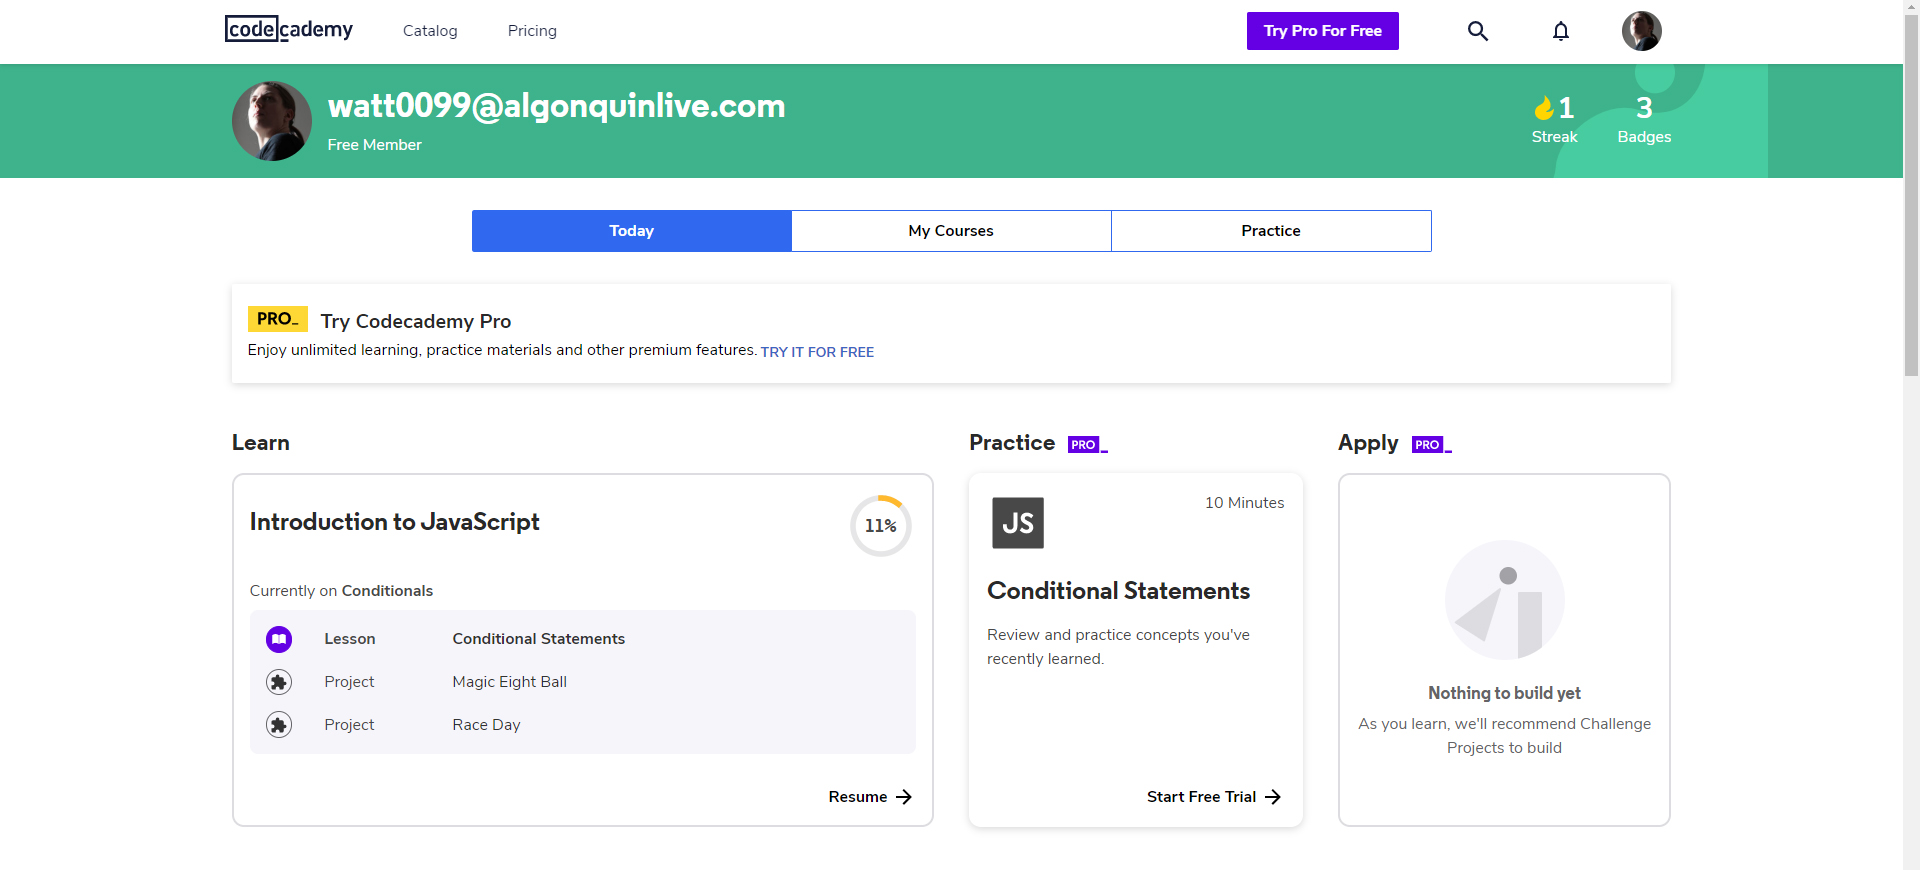 codecademy
Catalog
Pricing
Try Pro For Free
watt0099@algonquinlive.com
Free Member
1
Streak
3
Badges
Today
My Courses
Practice
PRO_
Try Codecademy Pro
Enjoy unlimited learning, practice materials and other premium features. TRY IT FOR FREE
Learn
Introduction to JavaScript
11%
Currently on Conditionals
Lesson Conditional Statements
Project Magic Eight Ball
Project Race Day
Resume
Practice PRO_
JS
10 Minutes
Conditional Statements
Review and practice concepts you've
recently learned.
Start Free Trial
Apply PRO_
Nothing to build yet
As you learn, we'll recommend Challenge
Projects to build